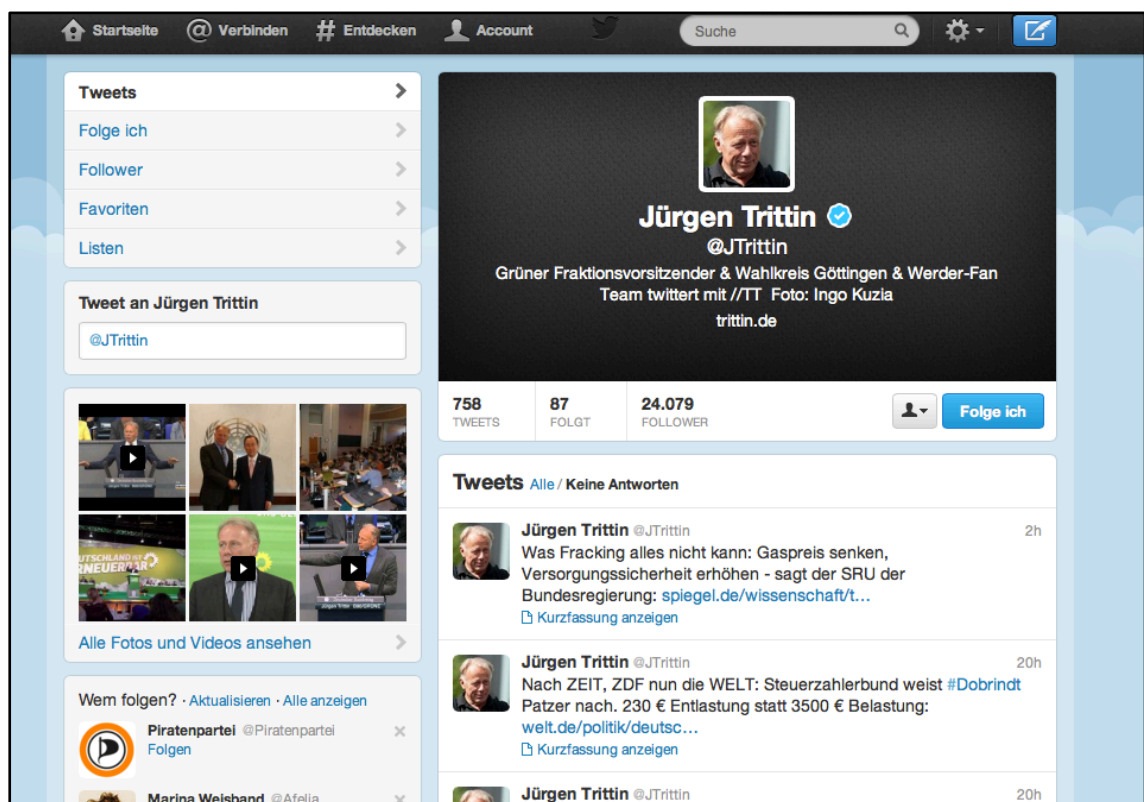 Startseite @ Verbinden # Entdecken Account Suche
Tweets
Folge ich
Follower
Favoriten
Listen
Tweet an Jürgen Trittin
@JTrittin
DEUTSCHLAND IST
ERNEUERBAR
Alle Fotos und Videos ansehen
Wem folgen? · Aktualisieren · Alle anzeigen
Piratenpartei @Piratenpartei
Folgen
Marina Weisband @Afelia
Jürgen Trittin
@JTrittin
Grüner Fraktionsvorsitzender & Wahlkreis Göttingen & Werder-Fan
Team twittert mit //TT Foto: Ingo Kuzia
trittin.de
758 87 24.079
TWEETS FOLGT FOLLOWER
Folge ich
Tweets Alle / Keine Antworten
Jürgen Trittin @JTrittin 2h
Was Fracking alles nicht kann: Gaspreis senken,
Versorgungssicherheit erhöhen - sagt der SRU der
Bundesregierung: spiegel.de/wissenschaft/t…
Kurzfassung anzeigen
Jürgen Trittin @JTrittin 20h
Nach ZEIT, ZDF nun die WELT: Steuerzahlerbund weist #Dobrindt
Patzer nach. 230 € Entlastung statt 3500 € Belastung:
welt.de/politik/deutsc…
Kurzfassung anzeigen
Jürgen Trittin @JTrittin 20h